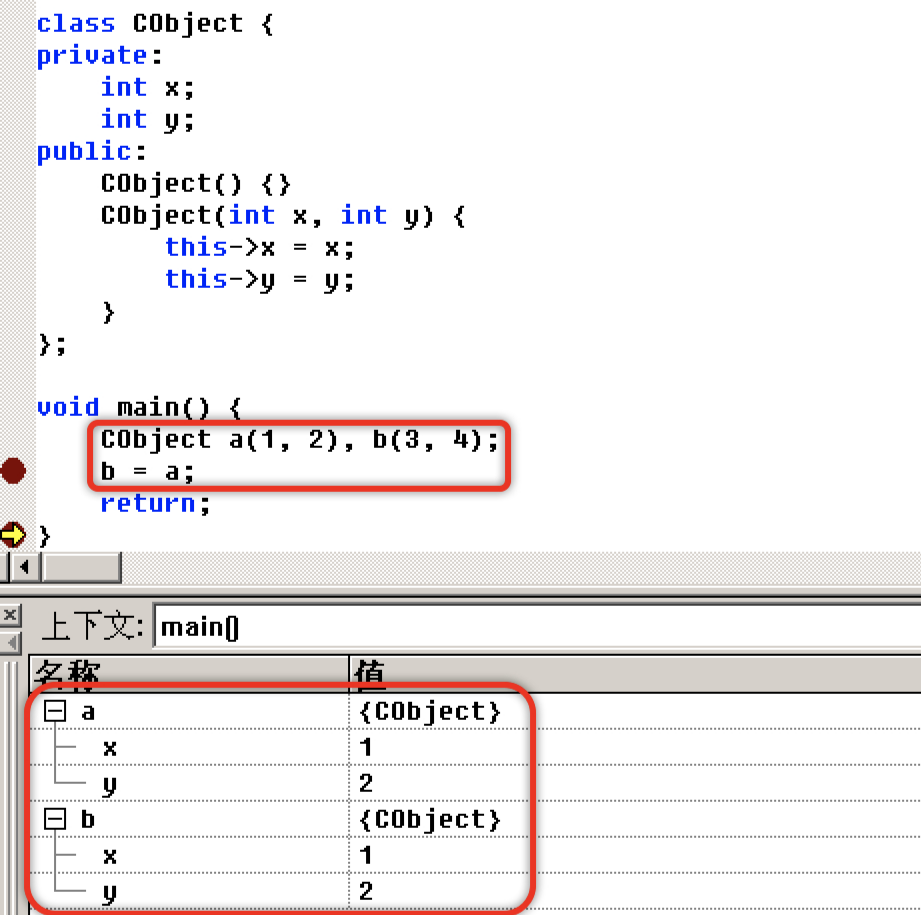 class CObject {
private:
    int x;
    int y;
public:
    CObject() {}
    CObject(int x, int y) {
        this->x = x;
        this->y = y;
    }
};
void main() {
    CObject a(1, 2), b(3, 4);
    b = a;
    return;
}
上下文: main()
名称 值
a {CObject}
x 1
y 2
b {CObject}
x 1
y 2